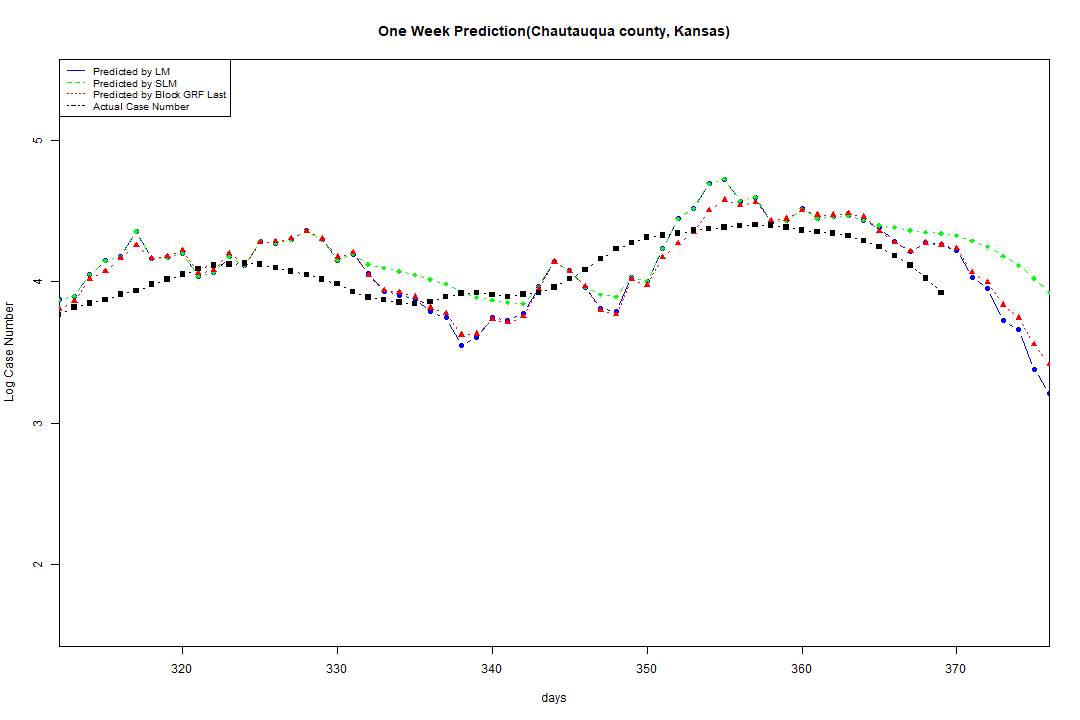 One Week Prediction(Chautauqua county, Kansas)
Predicted by LM
Predicted by SLM
Predicted by Block GRF Last
Actual Case Number
5
4
3
2
Log Case Number
320 330 340 350 360 370
days